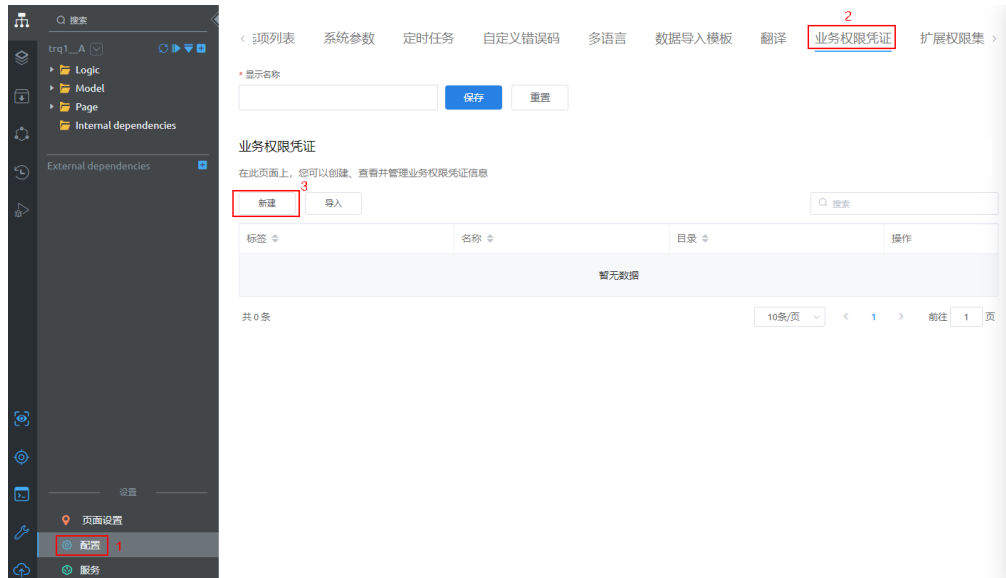 搜索
trq1__A
Logic
Model
Page
Internal dependencies
External dependencies
设置
页面设置
配置 1
服务
2
选项列表 系统参数 定时任务 自定义错误码 多语言 数据导入模板 翻译 业务权限凭证 扩展权限集
* 显示名称
保存 重置
业务权限凭证
在此页面上，您可以创建、查看并管理业务权限凭证信息
3
新建 导入 搜索
标签 名称 目录 操作
暂无数据
共 0 条 10条/页 1 前往 1 页